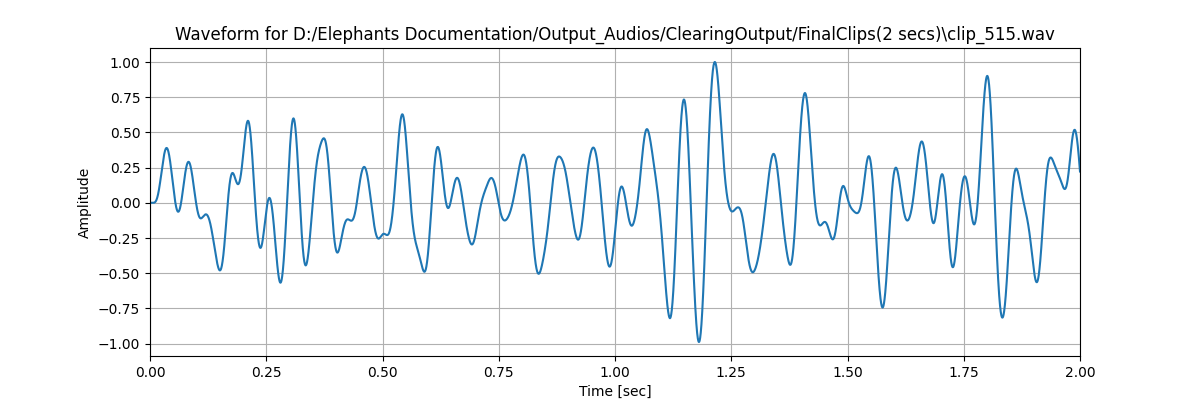 Waveform for D:/Elephants Documentation/Output_Audios/ClearingOutput/FinalClips(2 secs)\clip_515.wav
1.00
0.75
0.50
0.25
0.00
−0.25
−0.50
−0.75
−1.00
Amplitude
0.00 0.25 0.50 0.75 1.00 1.25 1.50 1.75 2.00
Time [sec]